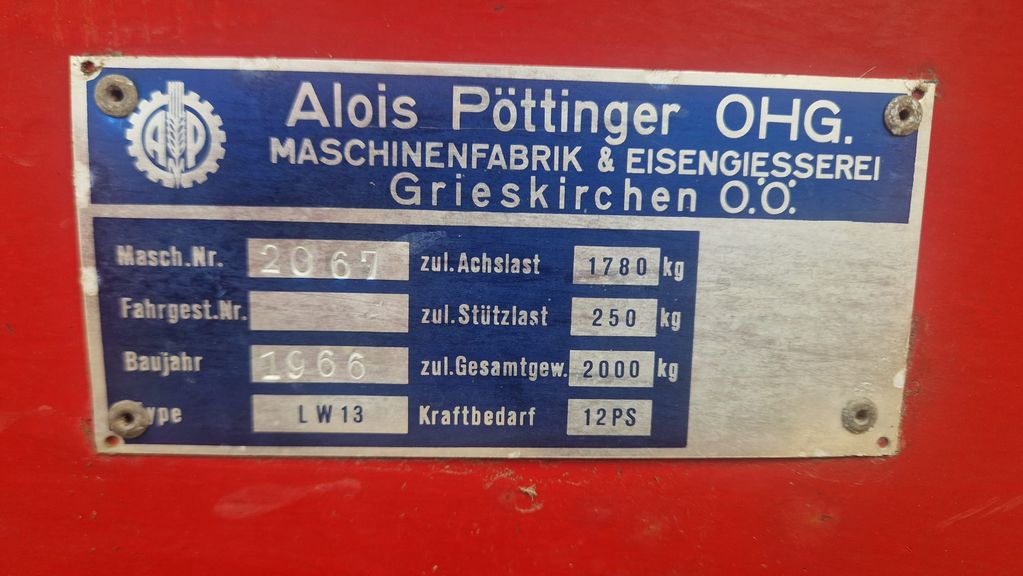 Alois Pöttinger OHG.
MASCHINENFABRIK & EISENGIESSEREI
Grieskirchen O.Ö.
AP
Masch.Nr. 2067 zul.Achslast 1780 kg
Fahrgest.Nr. zul.Stützlast 250 kg
Baujahr 1966 zul.Gesamtgew. 2000 kg
Type LW13 Kraftbedarf 12PS